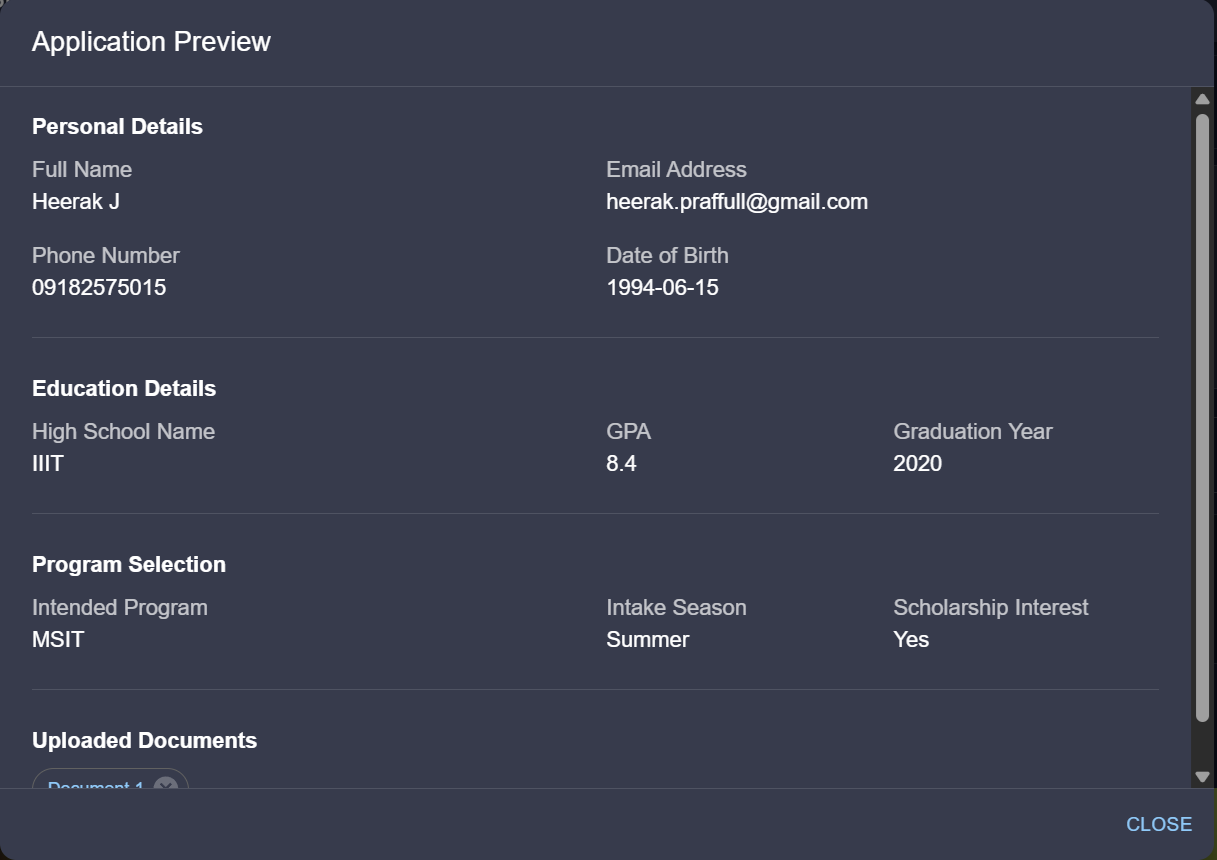 Application Preview
Personal Details
Full Name
Heerak J
Email Address
heerak.praffull@gmail.com
Phone Number
09182575015
Date of Birth
1994-06-15
Education Details
High School Name
IIIT
GPA
8.4
Graduation Year
2020
Program Selection
Intended Program
MSIT
Intake Season
Summer
Scholarship Interest
Yes
Uploaded Documents
Document 1
CLOSE